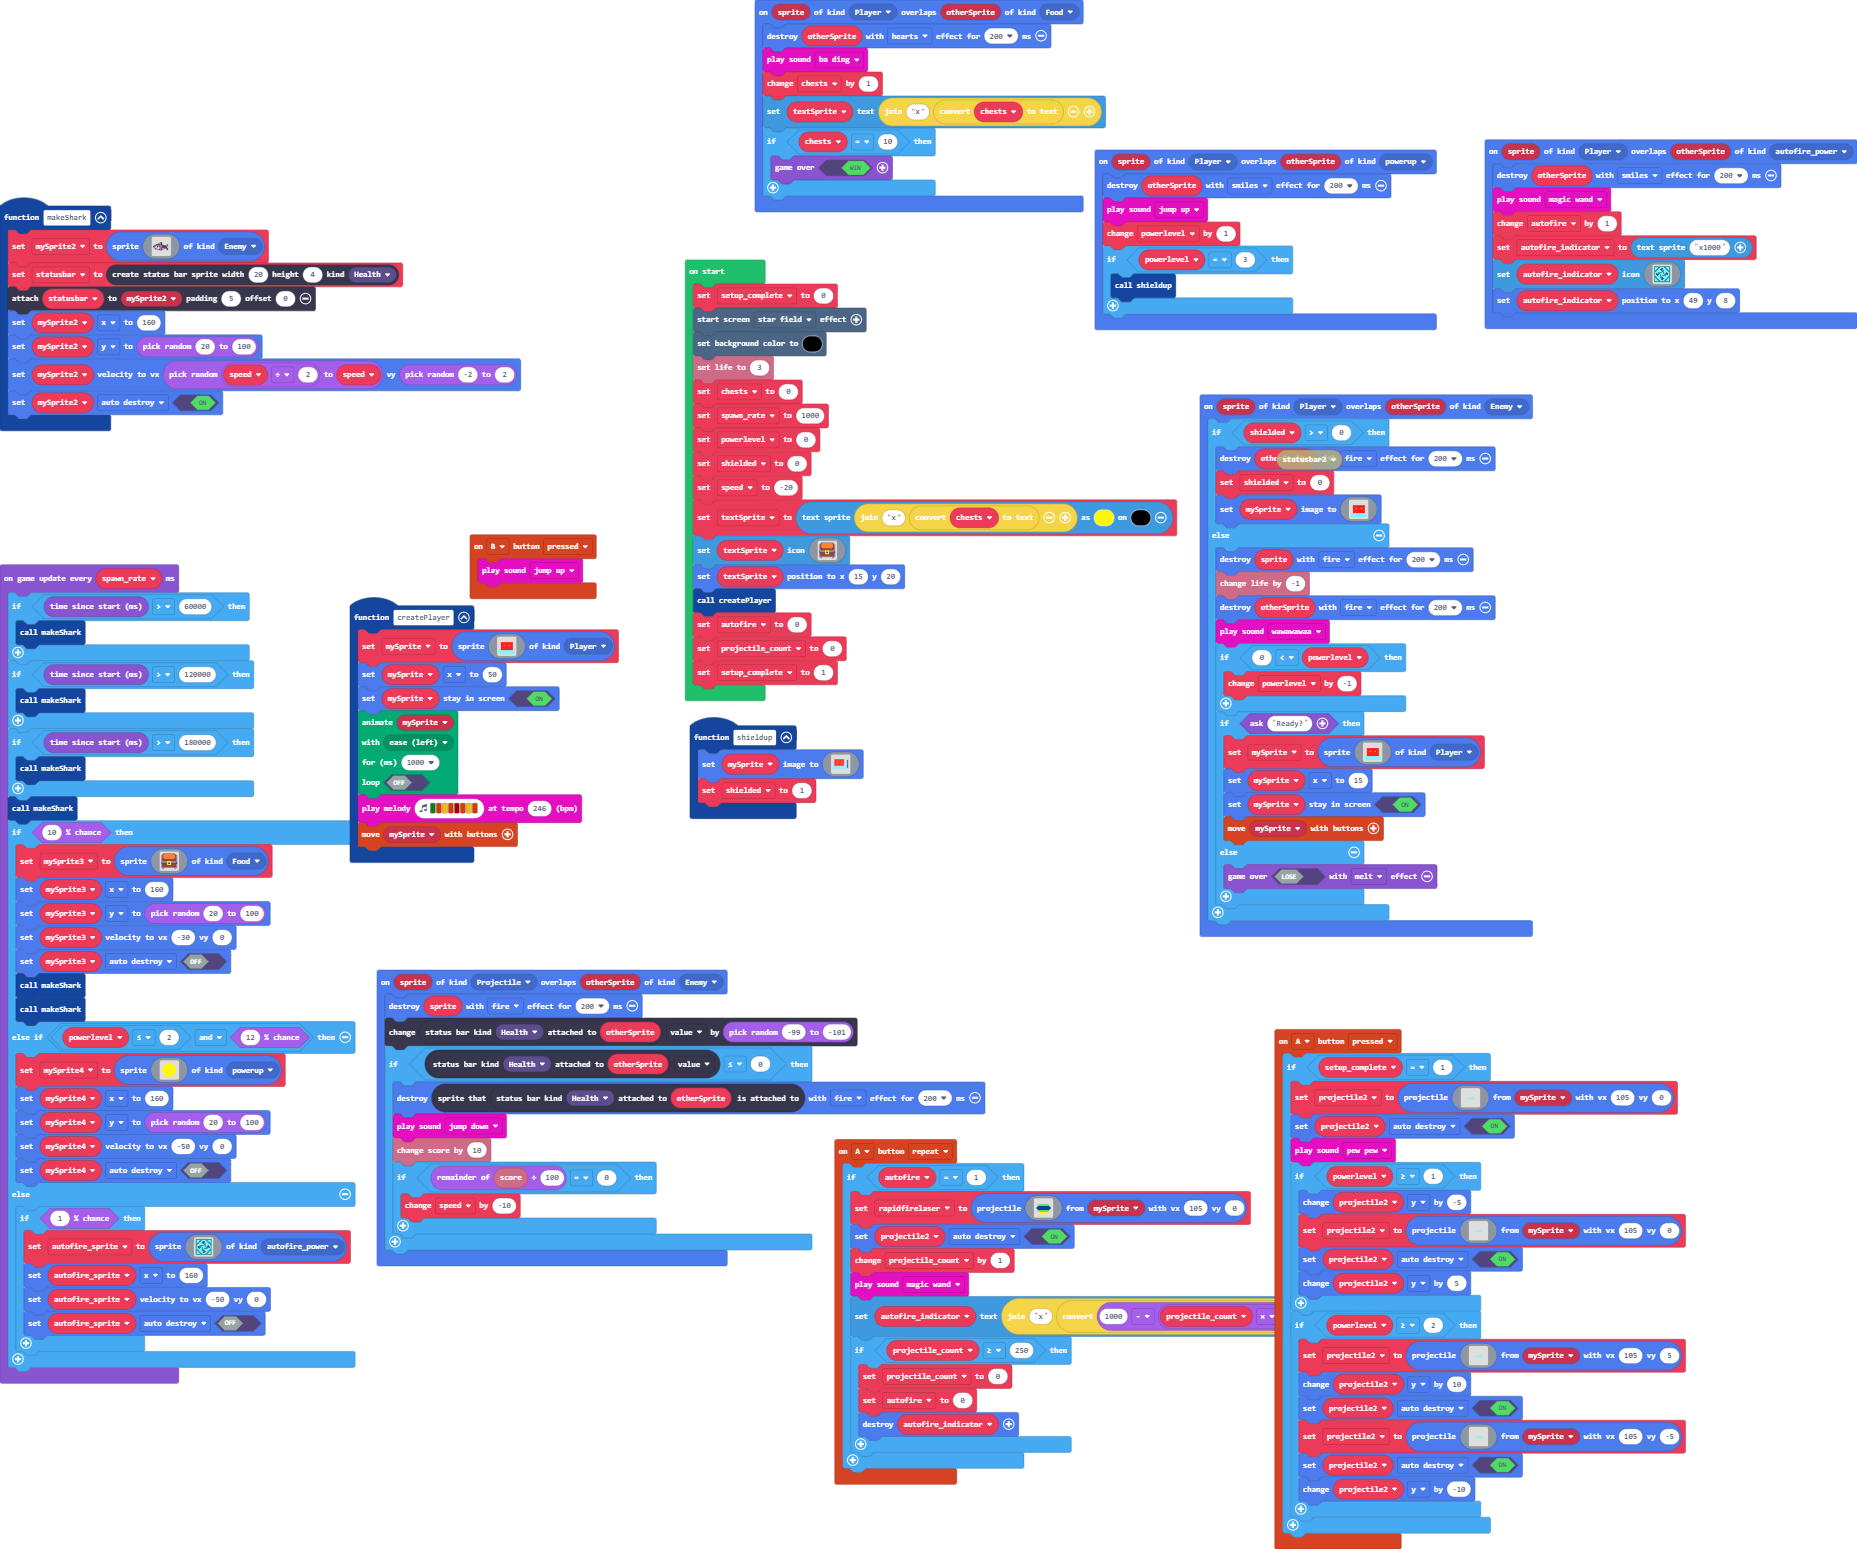 on sprite of kind Player overlaps otherSprite of kind Food
destroy otherSprite with hearts effect for 200 ms
play sound ba ding
change chests by 1
set textSprite text join "x" convert chests to text
if chests = 10 then
game over WIN
on sprite of kind Player overlaps otherSprite of kind powerup
destroy otherSprite with smiles effect for 200 ms
play sound jump up
change powerlevel by 1
if powerlevel = 3 then
call shieldup
on sprite of kind Player overlaps otherSprite of kind autofire_power
destroy otherSprite with smiles effect for 200 ms
play sound magic wand
change autofire by 1
set autofire_indicator to text sprite "x1000"
set autofire_indicator icon
set autofire_indicator position to x 49 y 8
function makeShark
set mySprite2 to sprite of kind Enemy
set statusbar to create status bar sprite width 20 height 4 kind Health
attach statusbar to mySprite2 padding 5 offset 0
set mySprite2 x to 160
set mySprite2 y to pick random 20 to 100
set mySprite2 velocity to vx pick random speed ÷ 2 to speed vy pick random -2 to 2
set mySprite2 auto destroy ON
on start
set setup_complete to 0
start screen star field effect
set background color to
set life to 3
set chests to 0
set spawn_rate to 1000
set powerlevel to 0
set shielded to 0
set speed to -20
set textSprite to text sprite join "x" convert chests to text as on
set textSprite icon
set textSprite position to x 15 y 20
call createPlayer
set autofire to 0
set projectile_count to 0
set setup_complete to 1
on sprite of kind Player overlaps otherSprite of kind Enemy
if shielded > 0 then
destroy statusbar2 fire effect for 200 ms
set shielded to 0
set mySprite image to
else
destroy sprite with fire effect for 200 ms
change life by -1
destroy otherSprite with fire effect for 200 ms
play sound wawawawaa
if 0 < powerlevel then
change powerlevel by -1
if ask "Ready?" then
set mySprite to sprite of kind Player
set mySprite x to 15
set mySprite stay in screen ON
move mySprite with buttons
else
game over LOSE with melt effect
on B button pressed
play sound jump up
function createPlayer
set mySprite to sprite of kind Player
set mySprite x to 50
set mySprite stay in screen ON
animate mySprite
with ease (left)
for (ms) 1000
loop OFF
play melody at tempo 246 (bpm)
move mySprite with buttons
function shieldup
set mySprite image to
set shielded to 1
on game update every spawn_rate ms
if time since start (ms) > 60000 then
call makeShark
if time since start (ms) > 120000 then
call makeShark
if time since start (ms) > 180000 then
call makeShark
call makeShark
if 10 % chance then
set mySprite3 to sprite of kind Food
set mySprite3 x to 160
set mySprite3 y to pick random 20 to 100
set mySprite3 velocity to vx -30 vy 0
set mySprite3 auto destroy OFF
call makeShark
call makeShark
else if powerlevel ≤ 2 and 12 % chance then
set mySprite4 to sprite of kind powerup
set mySprite4 x to 160
set mySprite4 y to pick random 20 to 100
set mySprite4 velocity to vx -50 vy 0
set mySprite4 auto destroy OFF
else
if 1 % chance then
set autofire_sprite to sprite of kind autofire_power
set autofire_sprite x to 160
set autofire_sprite velocity to vx -50 vy 0
set autofire_sprite auto destroy OFF
on sprite of kind Projectile overlaps otherSprite of kind Enemy
destroy sprite with fire effect for 200 ms
change status bar kind Health attached to otherSprite value by pick random -99 to -101
if status bar kind Health attached to otherSprite value ≤ 0 then
destroy sprite that status bar kind Health attached to otherSprite is attached to with fire effect for 200 ms
play sound jump down
change score by 10
if remainder of score ÷ 100 = 0 then
change speed by -10
on A button repeat
if autofire = 1 then
set rapidfirelaser to projectile from mySprite with vx 105 vy 0
set projectile2 auto destroy ON
change projectile_count by 1
play sound magic wand
set autofire_indicator text join "x" convert 1000 - projectile_count ×
if projectile_count ≥ 250 then
set projectile_count to 0
set autofire to 0
destroy autofire_indicator
on A button pressed
if setup_complete = 1 then
set projectile2 to projectile from mySprite with vx 105 vy 0
set projectile2 auto destroy ON
play sound pew pew
if powerlevel ≥ 1 then
change projectile2 y by -5
set projectile2 to projectile from mySprite with vx 105 vy 0
set projectile2 auto destroy ON
change projectile2 y by 5
if powerlevel ≥ 2 then
set projectile2 to projectile from mySprite with vx 105 vy 5
change projectile2 y by 10
set projectile2 auto destroy ON
set projectile2 to projectile from mySprite with vx 105 vy -5
set projectile2 auto destroy ON
change projectile2 y by -10